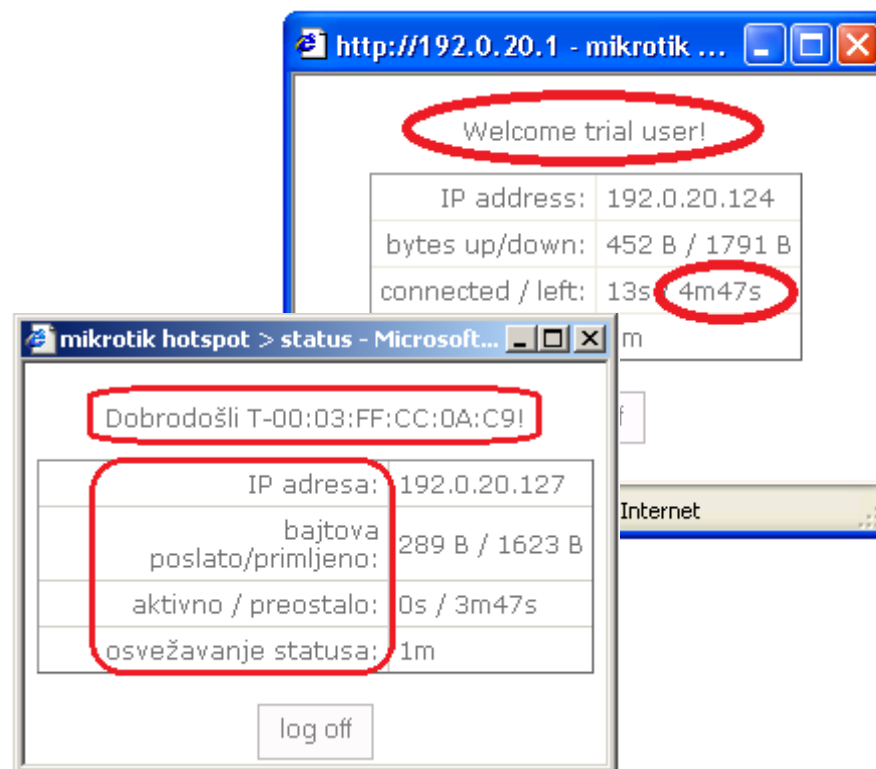 http://192.0.20.1 - mikrotik ...
Welcome trial user!
IP address: 192.0.20.124
bytes up/down: 452 B / 1791 B
connected / left: 13s / 4m47s
m
f
Internet
mikrotik hotspot > status - Microsoft...
Dobrodošli T-00:03:FF:CC:0A:C9!
IP adresa: 192.0.20.127
bajtova
poslato/primljeno: 289 B / 1623 B
aktivno / preostalo: 0s / 3m47s
osvežavanje statusa: 1m
log off